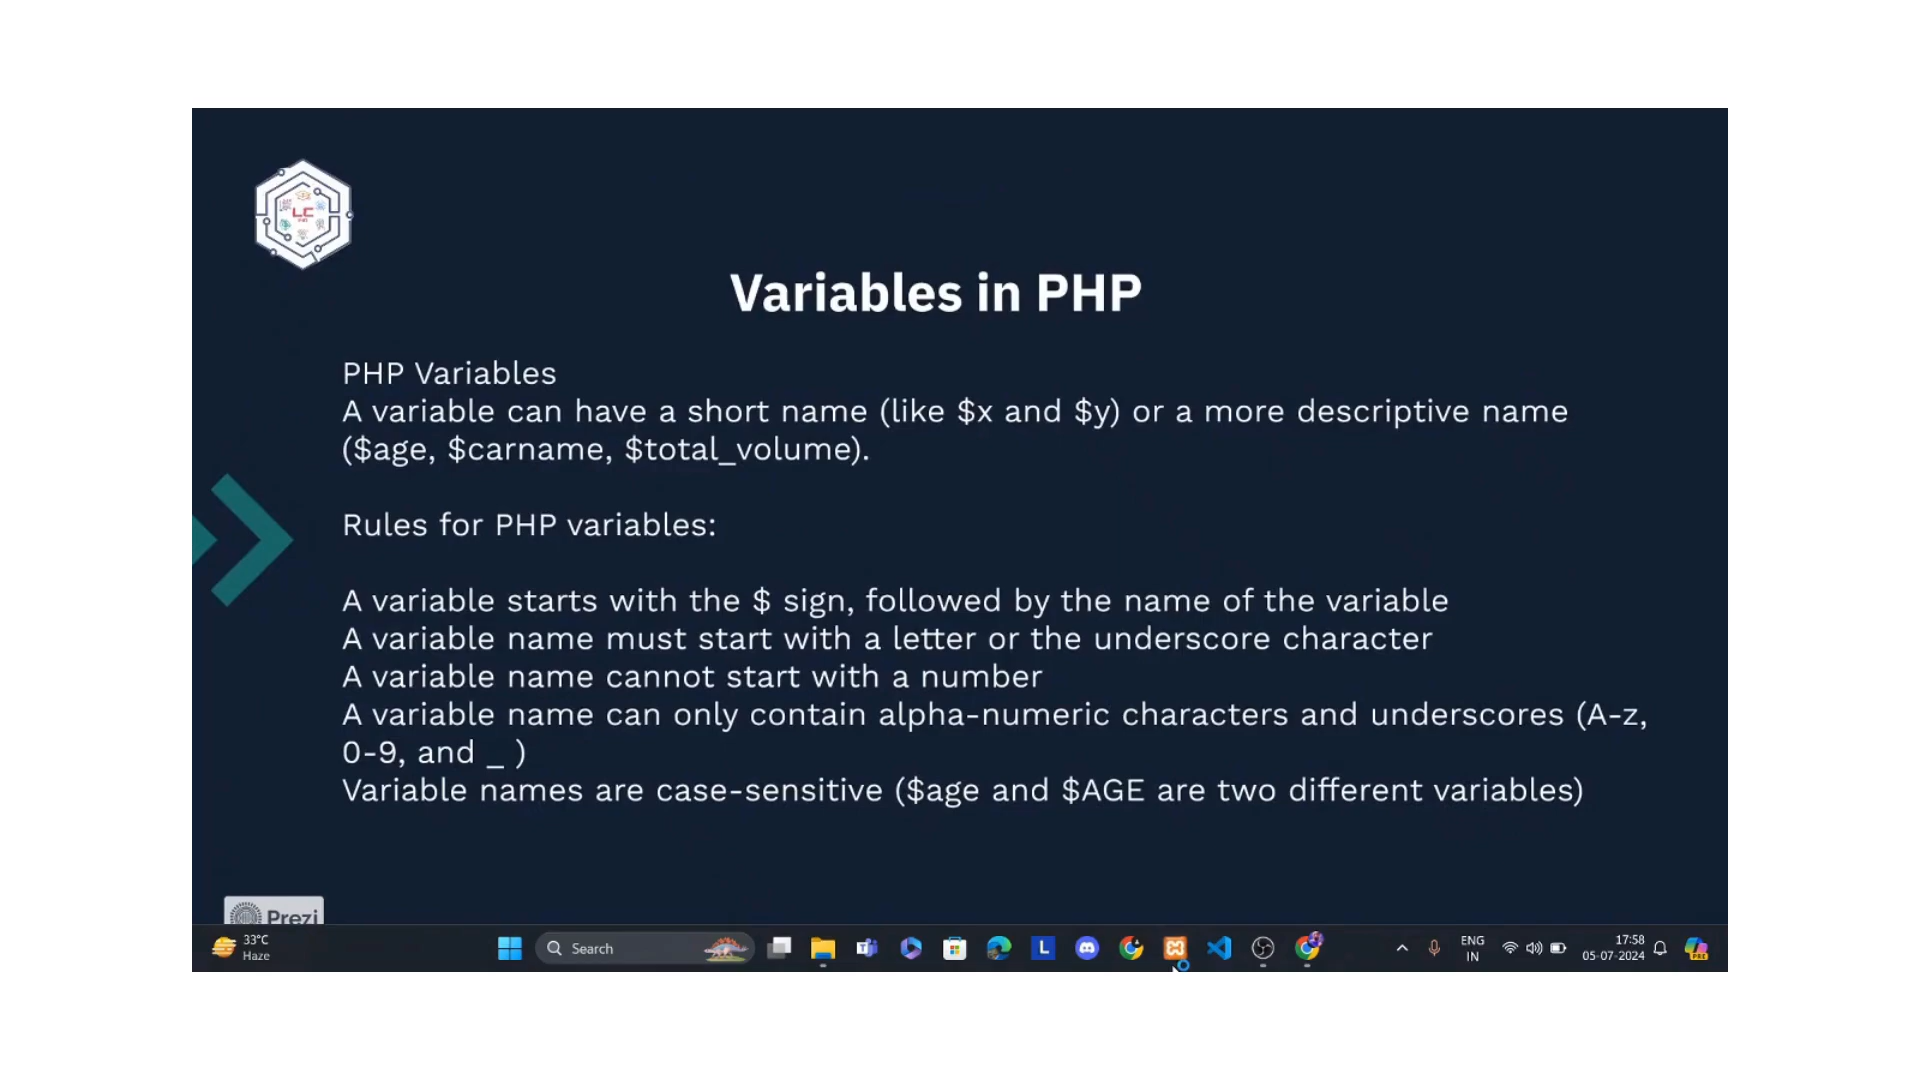 LC
Variables in PHP
PHP Variables
A variable can have a short name (like $x and $y) or a more descriptive name
($age, $carname, $total_volume).
Rules for PHP variables:
A variable starts with the $ sign, followed by the name of the variable
A variable name must start with a letter or the underscore character
A variable name cannot start with a number
A variable name can only contain alpha-numeric characters and underscores (A-z,
0-9, and _ )
Variable names are case-sensitive ($age and $AGE are two different variables)
Prezi
33°C
Haze
Search
L
ENG
IN
17:58
05-07-2024
PRE